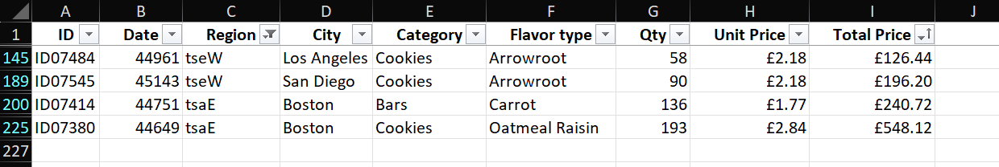 A B C D E F G H I J
1 ID Date Region City Category Flavor type Qty Unit Price Total Price
145 ID07484 44961 tseW Los Angeles Cookies Arrowroot 58 £2.18 £126.44
189 ID07545 45143 tseW San Diego Cookies Arrowroot 90 £2.18 £196.20
200 ID07414 44751 tsaE Boston Bars Carrot 136 £1.77 £240.72
225 ID07380 44649 tsaE Boston Cookies Oatmeal Raisin 193 £2.84 £548.12
227